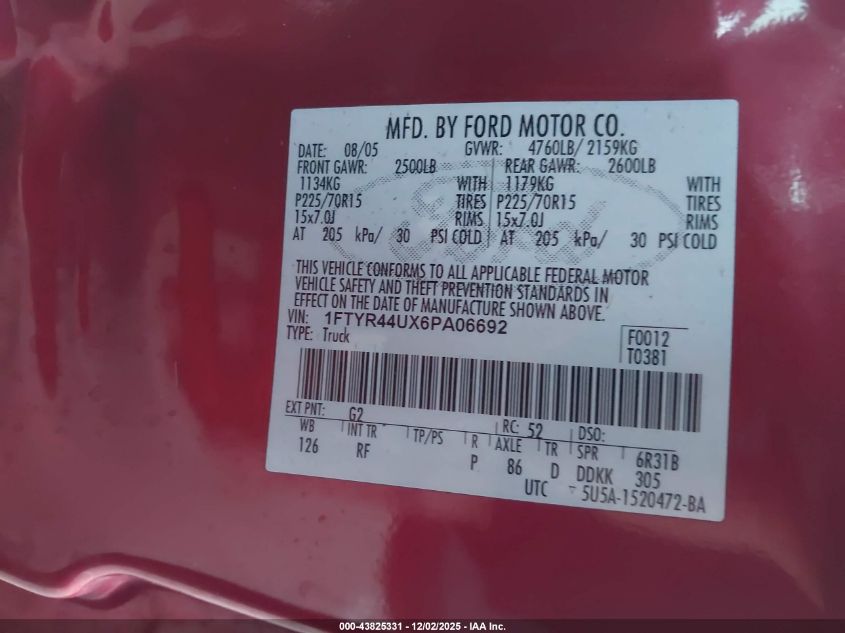 MFD. BY FORD MOTOR CO.
DATE: 08/05 GVWR: 4760LB/ 2159KG
FRONT GAWR: 2500LB REAR GAWR: 2600LB
1134KG WITH 1179KG WITH
P225/70R15 TIRES P225/70R15 TIRES
15x7.0J RIMS 15x7.0J RIMS
AT 205 kPa/ 30 PSI COLD AT 205 kPa/ 30 PSI COLD
Ford
THIS VEHICLE CONFORMS TO ALL APPLICABLE FEDERAL MOTOR
VEHICLE SAFETY AND THEFT PREVENTION STANDARDS IN
EFFECT ON THE DATE OF MANUFACTURE SHOWN ABOVE.
VIN: 1FTYR44UX6PA06692
TYPE: Truck
F0012
T0381
EXT PNT: G2 RC: 52 DSO:
WB INT TR TP/PS R AXLE TR SPR 6R31B
126 RF P 86 D DDKK 305
UTC 5U5A-1520472-BA
000-43825331 - 12/02/2025 - IAA Inc.